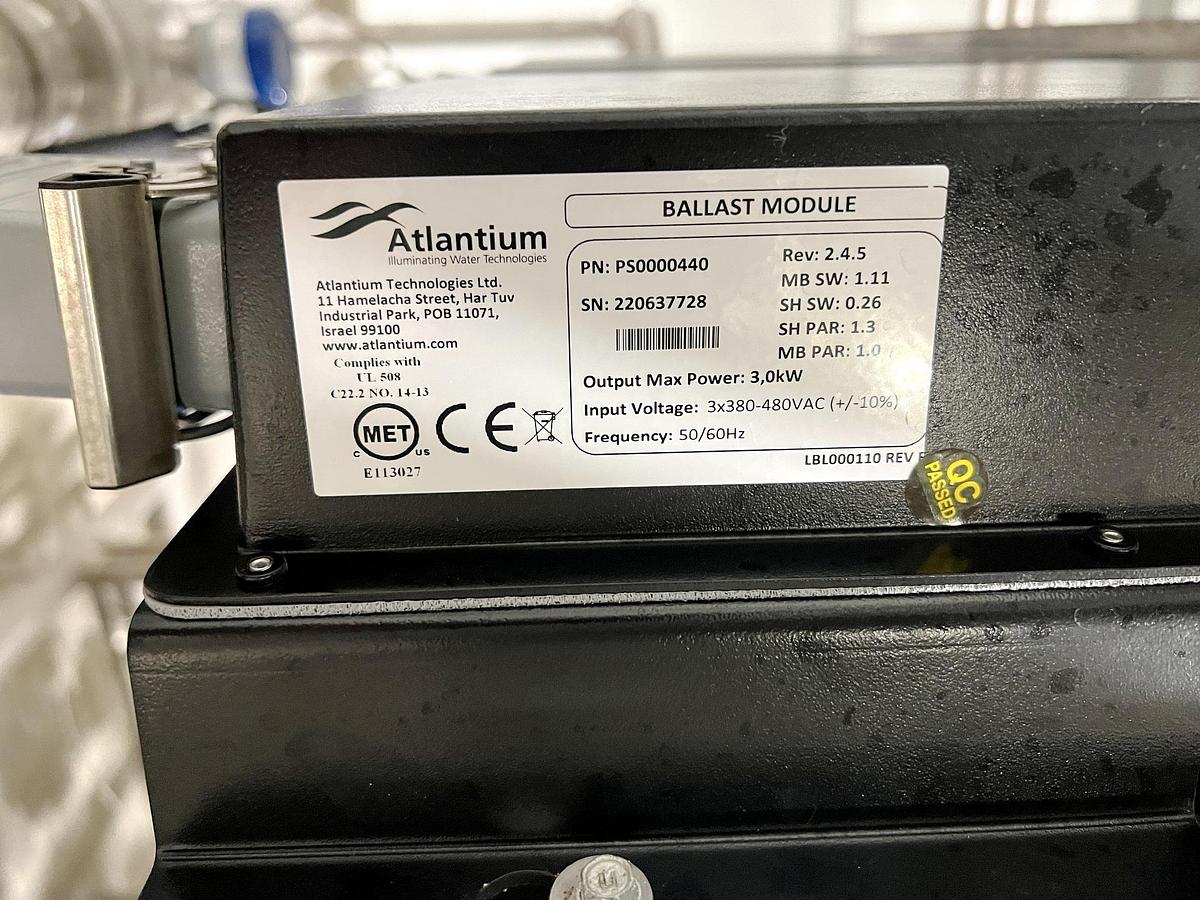 Atlantium
Illuminating Water Technologies
Atlantium Technologies Ltd.
11 Hamelacha Street, Har Tuv
Industrial Park, POB 11071,
Israel 99100
www.atlantium.com
Complies with
UL 508
C22.2 NO. 14-13
C MET US
CE
E113027
BALLAST MODULE
PN: PS0000440
SN: 220637728
Rev: 2.4.5
MB SW: 1.11
SH SW: 0.26
SH PAR: 1.3
MB PAR: 1.0
Output Max Power: 3,0kW
Input Voltage: 3x380-480VAC (+/-10%)
Frequency: 50/60Hz
LBL000110 REV
QC
PASSED